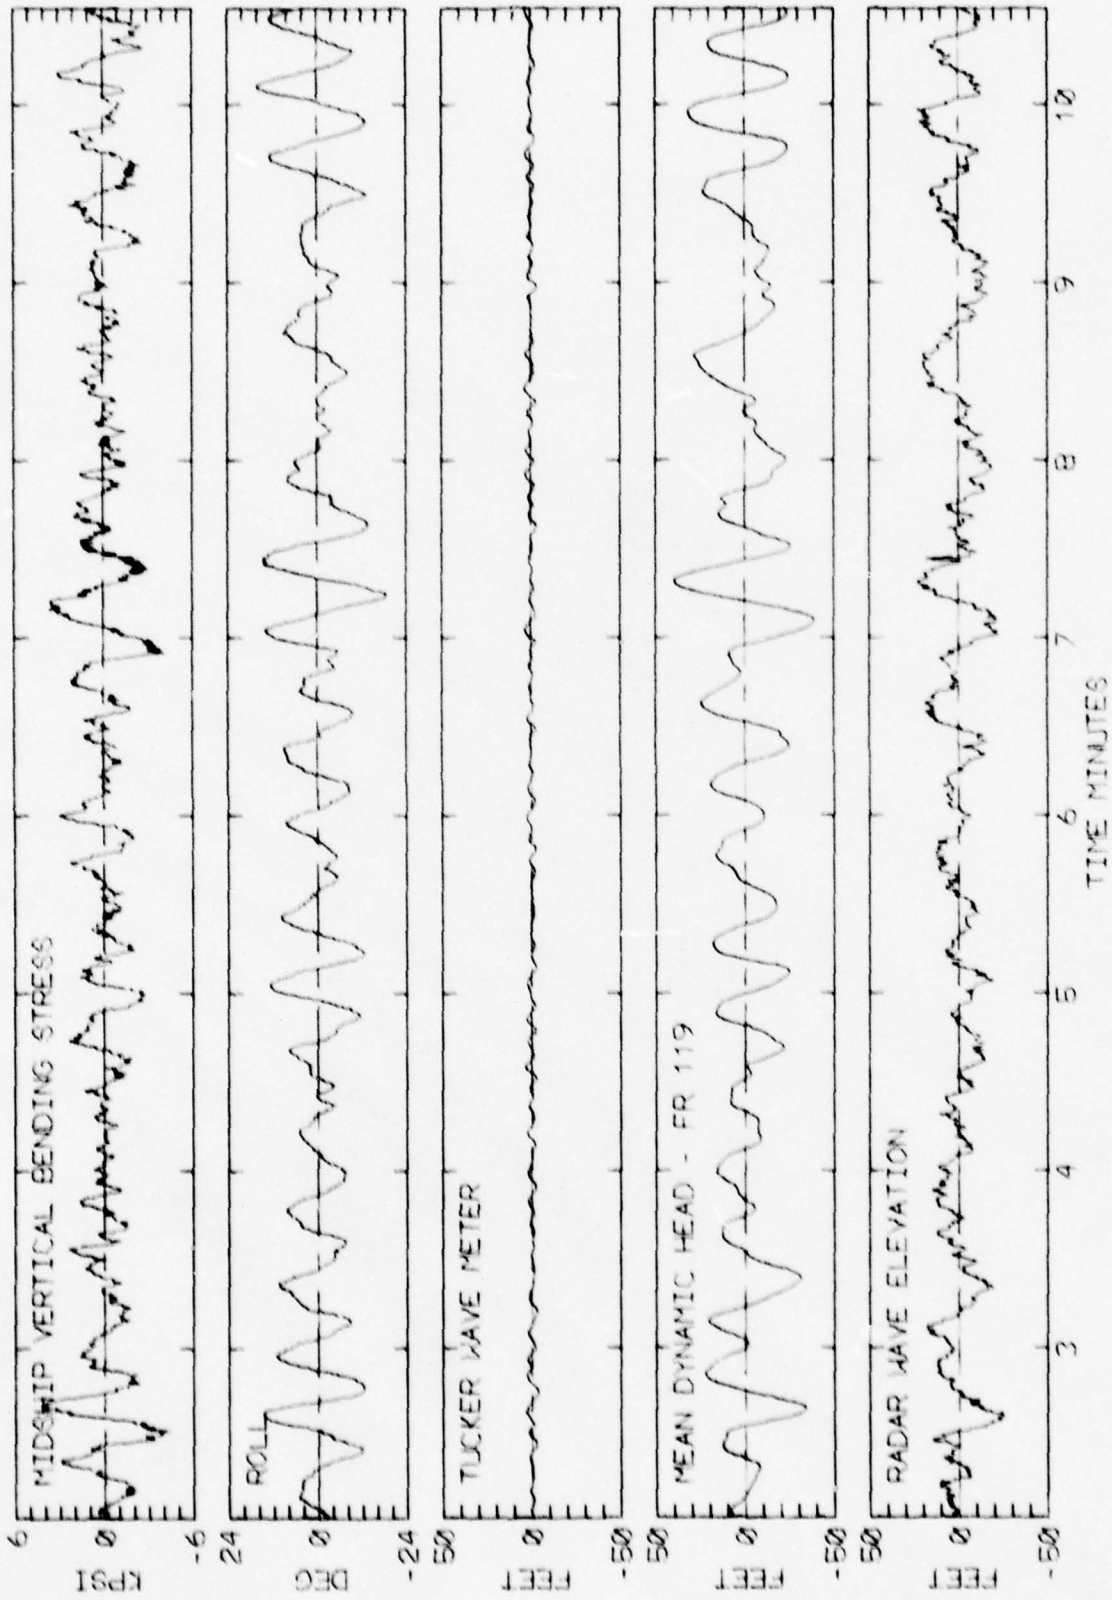 MIDSHIP VERTICAL BENDING STRESS
6
0
-6
KPSI
ROLL
24
0
-24
DEG
TUCKER WAVE METER
50
0
-50
FEET
MEAN DYNAMIC HEAD - FR 119
50
0
-50
FEET
RADAR WAVE ELEVATION
50
0
-50
FEET
3 4 5 6 7 8 9 10
TIME MINUTES